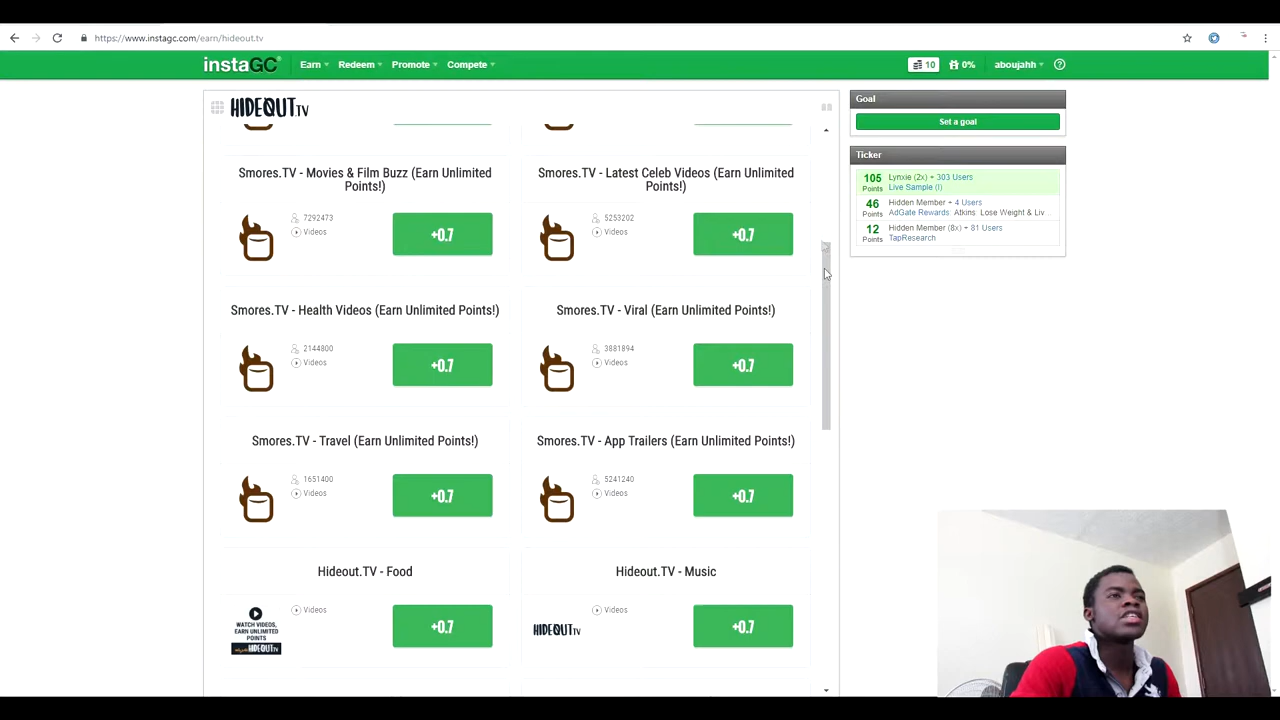 https://www.instagc.com/earn/hideout.tv
instaGC Earn Redeem Promote Compete 10 0% aboujahh
HIDEOUT.TV
Goal
Set a goal
Ticker
105 Points Lynxie (2x) + 303 Users
Live Sample (I)
46 Points Hidden Member + 4 Users
AdGate Rewards: Atkins: Lose Weight & Liv...
12 Points Hidden Member (8x) + 81 Users
TapResearch
Smores.TV - Movies & Film Buzz (Earn Unlimited
Points!)
7292473
Videos
+0.7
Smores.TV - Latest Celeb Videos (Earn Unlimited
Points!)
5253202
Videos
+0.7
Smores.TV - Health Videos (Earn Unlimited Points!)
2144800
Videos
+0.7
Smores.TV - Viral (Earn Unlimited Points!)
3881894
Videos
+0.7
Smores.TV - Travel (Earn Unlimited Points!)
1651400
Videos
+0.7
Smores.TV - App Trailers (Earn Unlimited Points!)
5241240
Videos
+0.7
Hideout.TV - Food
Videos
WATCH VIDEOS,
EARN UNLIMITED
POINTS
HIDEOUT
+0.7
Hideout.TV - Music
Videos
HIDEOUT.TV
+0.7